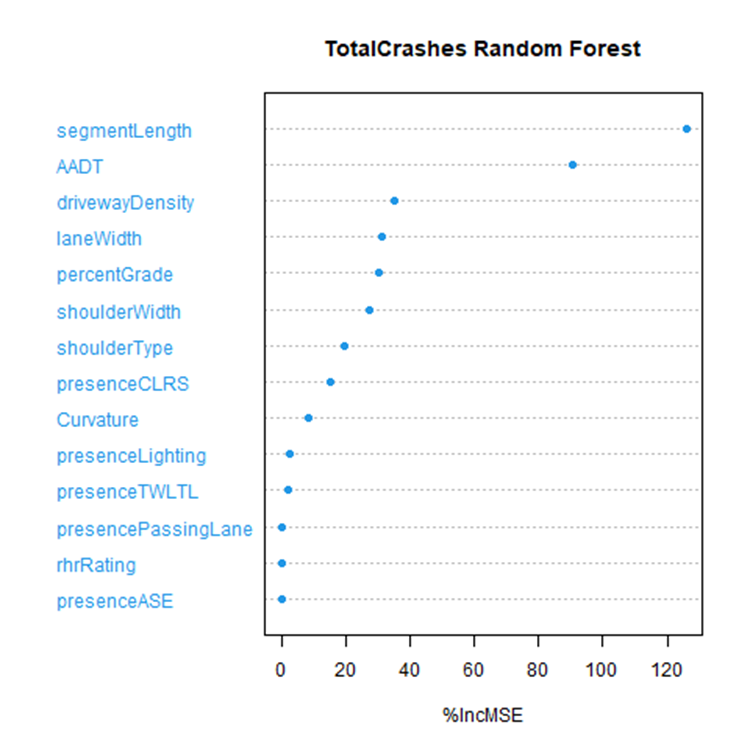 TotalCrashes Random Forest
segmentLength
AADT
drivewayDensity
laneWidth
percentGrade
shoulderWidth
shoulderType
presenceCLRS
Curvature
presenceLighting
presenceTWLTL
presencePassingLane
rhrRating
presenceASE
0 20 40 60 80 100 120
%IncMSE